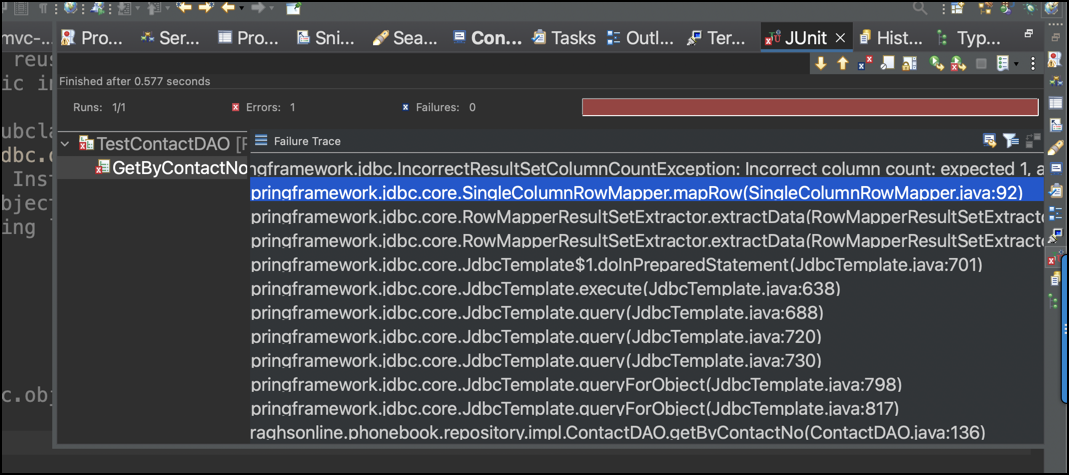 mvc-...
Pro...
Ser...
Pro...
Sni...
Sea...
Con...
Tasks
Outl...
Ter...
JUnit
Hist...
Typ...
reus
ic in
Finished after 0.577 seconds
Runs: 1/1
Errors: 1
Failures: 0
ubcla
TestContactDAO [
Failure Trace
dbc.
GetByContactNo
ngframework.jdbc.IncorrectResultSetColumnCountException: Incorrect column count: expected 1, a
Inst
pringframework.jdbc.core.SingleColumnRowMapper.mapRow(SingleColumnRowMapper.java:92)
bject
pringframework.jdbc.core.RowMapperResultSetExtractor.extractData(RowMapperResultSetExtract
ing
pringframework.jdbc.core.RowMapperResultSetExtractor.extractData(RowMapperResultSetExtract
pringframework.jdbc.core.JdbcTemplate$1.doInPreparedStatement(JdbcTemplate.java:701)
pringframework.jdbc.core.JdbcTemplate.execute(JdbcTemplate.java:638)
pringframework.jdbc.core.JdbcTemplate.query(JdbcTemplate.java:688)
pringframework.jdbc.core.JdbcTemplate.query(JdbcTemplate.java:720)
pringframework.jdbc.core.JdbcTemplate.query(JdbcTemplate.java:730)
c.obj
pringframework.jdbc.core.JdbcTemplate.queryForObject(JdbcTemplate.java:798)
pringframework.jdbc.core.JdbcTemplate.queryForObject(JdbcTemplate.java:817)
raghsonline.phonebook.repository.impl.ContactDAO.getByContactNo(ContactDAO.java:136)